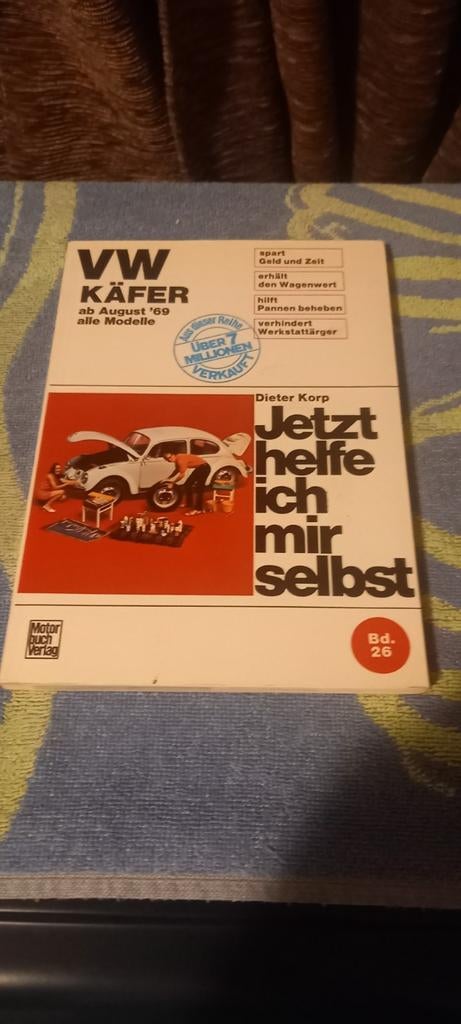 VW
KÄFER
ab August '69
alle Modelle
spart
Geld und Zeit
erhält
den Wagenwert
hilft
Pannen beheben
verhindert
Werkstattärger
Aus dieser Reihe
ÜBER 7
MILLIONEN
VERKAUFT
Dieter Korp
Jetzt
helfe
ich
mir
selbst
Motor
buch
Verlag
Bd.
26